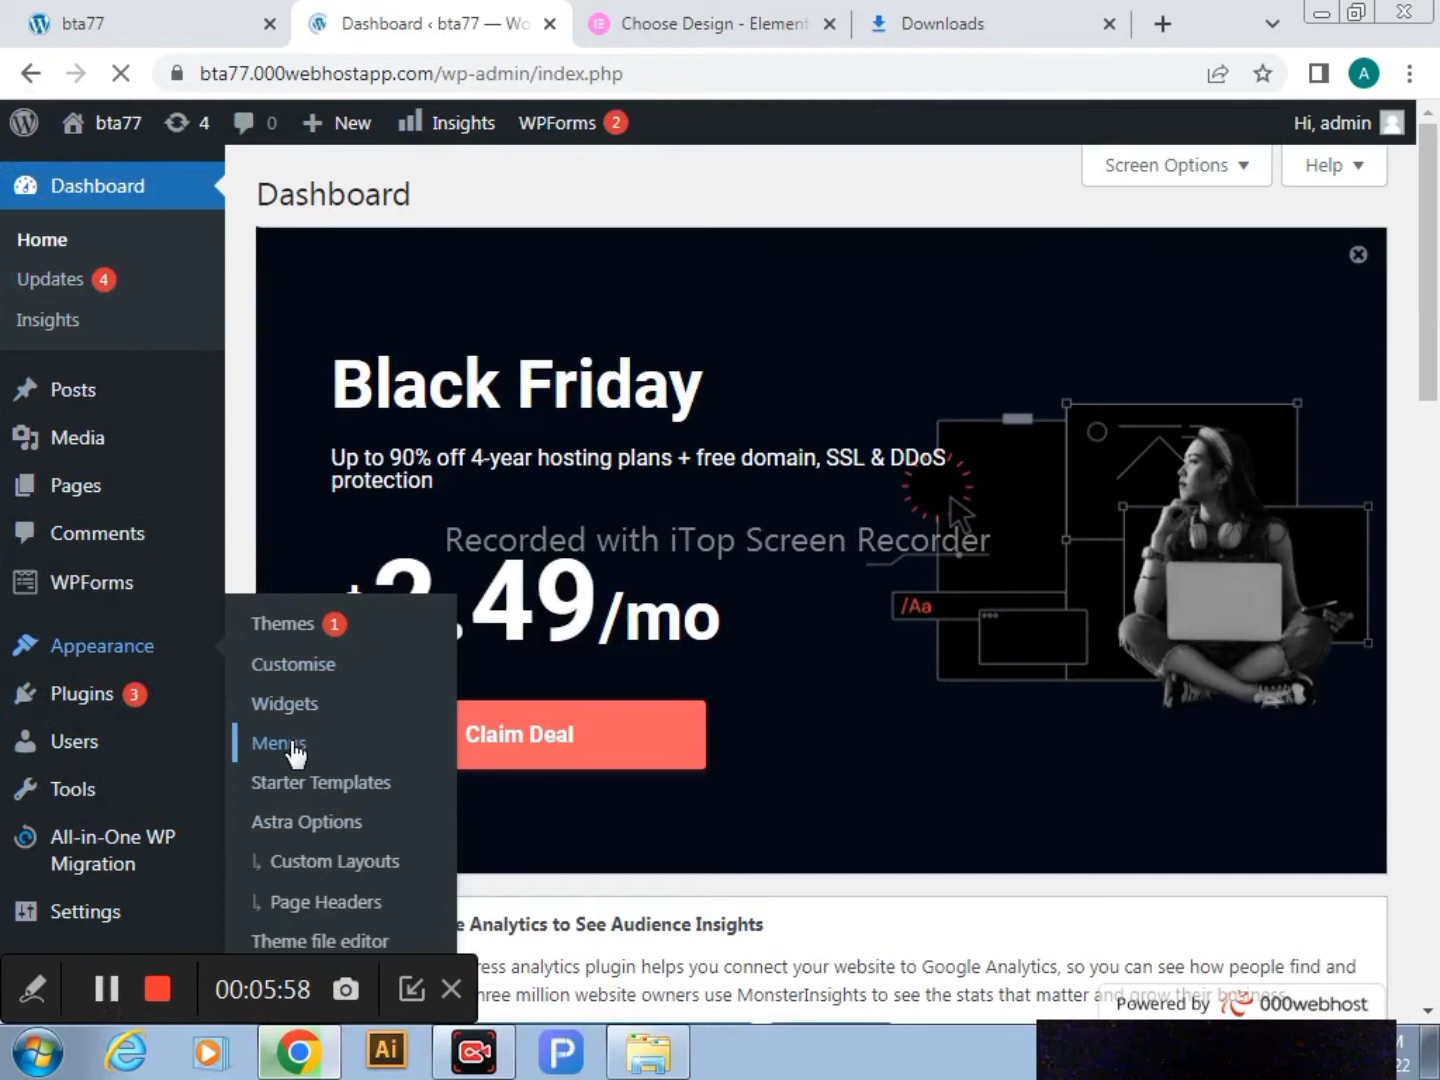 bta77
Dashboard ‹ bta77 — Wo
Choose Design - Element
Downloads
bta77.000webhostapp.com/wp-admin/index.php
A
bta77
4
0
New
Insights
WPForms 2
Hi, admin
Dashboard
Home
Updates 4
Insights
Posts
Media
Pages
Comments
WPForms
Appearance
Plugins 3
Users
Tools
All-in-One WP
Migration
Settings
Themes 1
Customise
Widgets
Menus
Starter Templates
Astra Options
Custom Layouts
Page Headers
Theme file editor
Screen Options
Help
Dashboard
Black Friday
Up to 90% off 4-year hosting plans + free domain, SSL & DDoS
protection
Recorded with iTop Screen Recorder
.49/mo
/Aa
Claim Deal
Analytics to See Audience Insights
ress analytics plugin helps you connect your website to Google Analytics, so you can see how people find and
hree million website owners use MonsterInsights to see the stats that matter and grow their business.
Powered by 000webhost
00:05:58
Ai
P
22